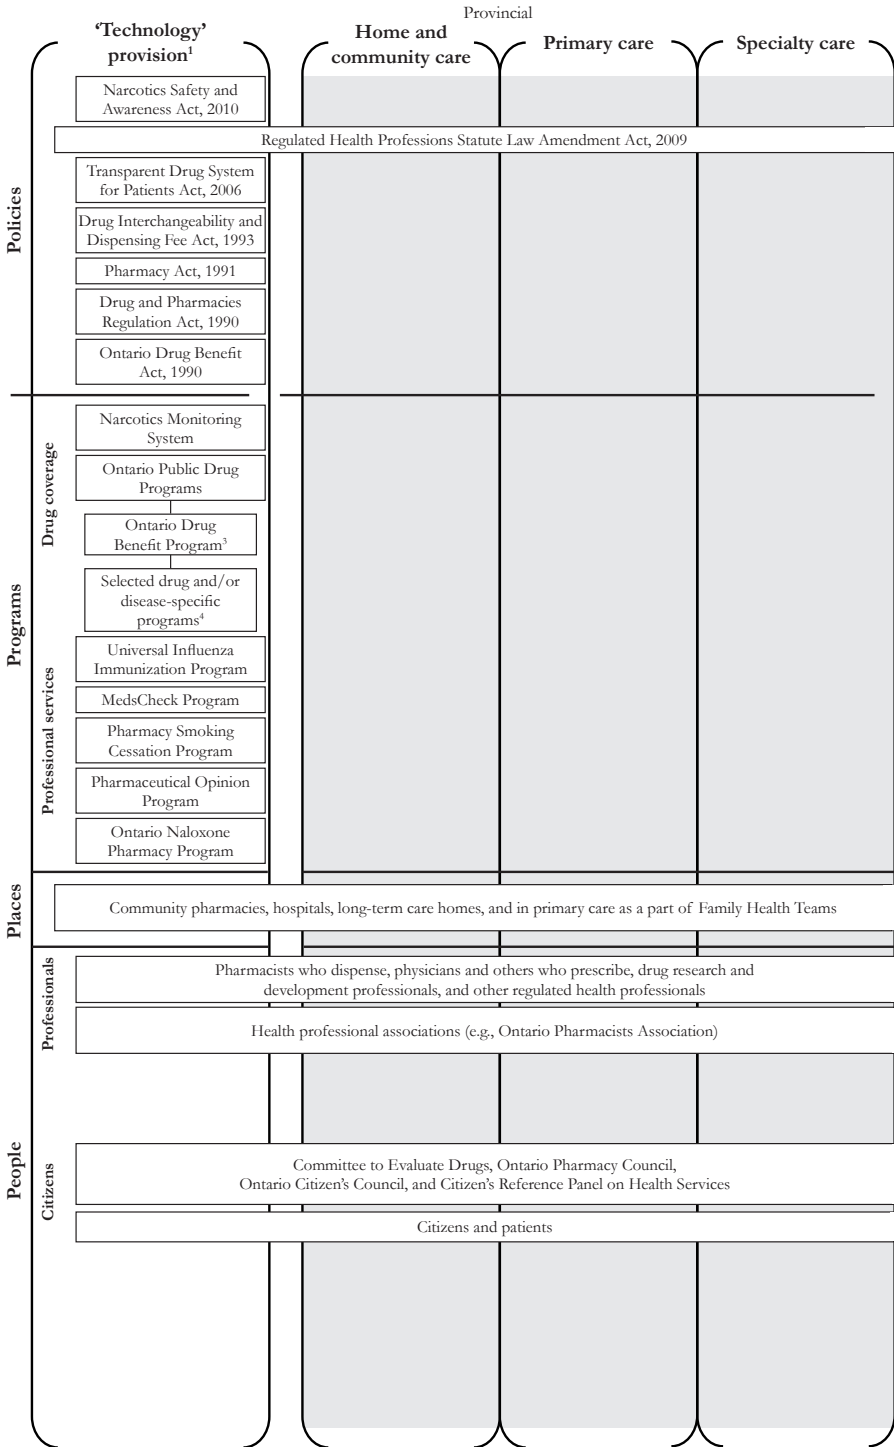 Provincial
‘Technology’
provision1
Home and
community care
Primary care
Specialty care
Policies
Narcotics Safety and
Awareness Act, 2010
Regulated Health Professions Statute Law Amendment Act, 2009
Transparent Drug System
for Patients Act, 2006
Drug Interchangeability and
Dispensing Fee Act, 1993
Pharmacy Act, 1991
Drug and Pharmacies
Regulation Act, 1990
Ontario Drug Benefit
Act, 1990
Programs
Drug coverage
Narcotics Monitoring
System
Ontario Public Drug
Programs
Ontario Drug
Benefit Program3
Selected drug and/or
disease-specific
programs4
Professional services
Universal Influenza
Immunization Program
MedsCheck Program
Pharmacy Smoking
Cessation Program
Pharmaceutical Opinion
Program
Ontario Naloxone
Pharmacy Program
Places
Community pharmacies, hospitals, long-term care homes, and in primary care as a part of Family Health Teams
People
Professionals
Pharmacists who dispense, physicians and others who prescribe, drug research and
development professionals, and other regulated health professionals
Health professional associations (e.g., Ontario Pharmacists Association)
Citizens
Committee to Evaluate Drugs, Ontario Pharmacy Council,
Ontario Citizen’s Council, and Citizen’s Reference Panel on Health Services
Citizens and patients